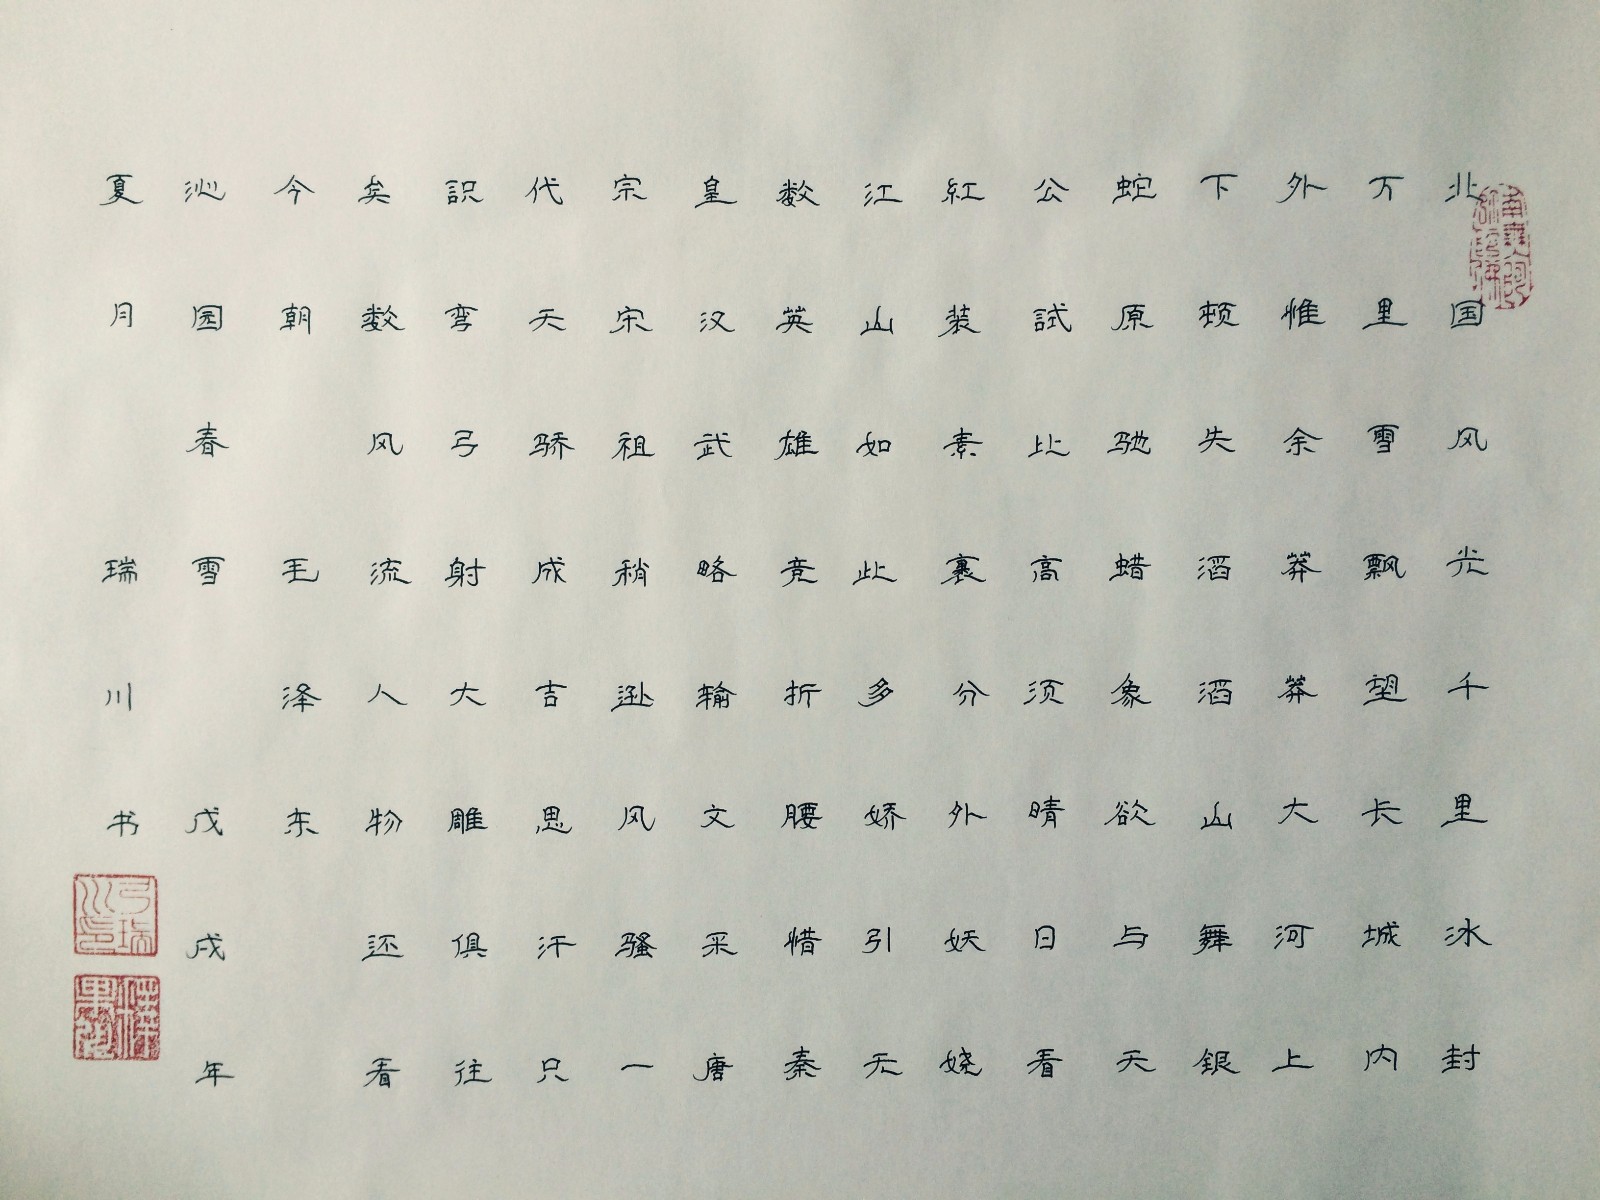 北国风光千里冰封
万里雪飘望长城内
外惟余莽莽大河上
下顿失滔滔山舞银
蛇原驰蜡象欲与天
公試比高须晴日看
紅装素裹分外妖娆
江山如此多娇引无
数英雄竞折腰惜秦
皇汉武略输文采唐
宗宋祖稍逊风骚一
代天骄成吉思汗只
识弯弓射大雕俱往
矣数风流人物还看
今朝 毛泽东
沁园春 雪 戊戌年
夏月 瑞川书